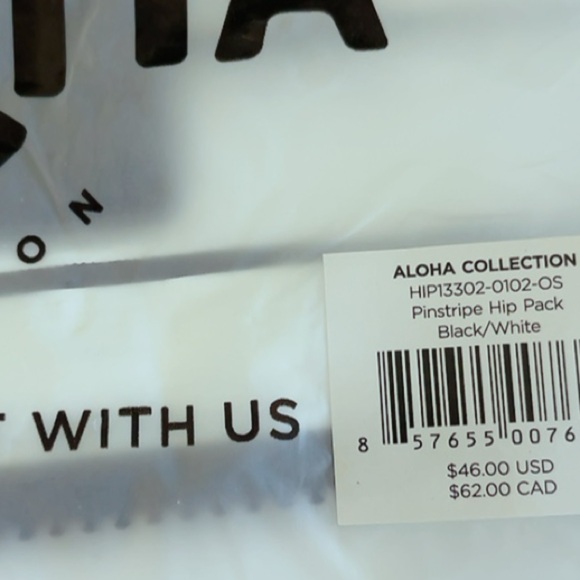 ON
WITH US
ALOHA COLLECTION
HIP13302-0102-OS
Pinstripe Hip Pack
Black/White
8 57655 0076
$46.00 USD
$62.00 CAD